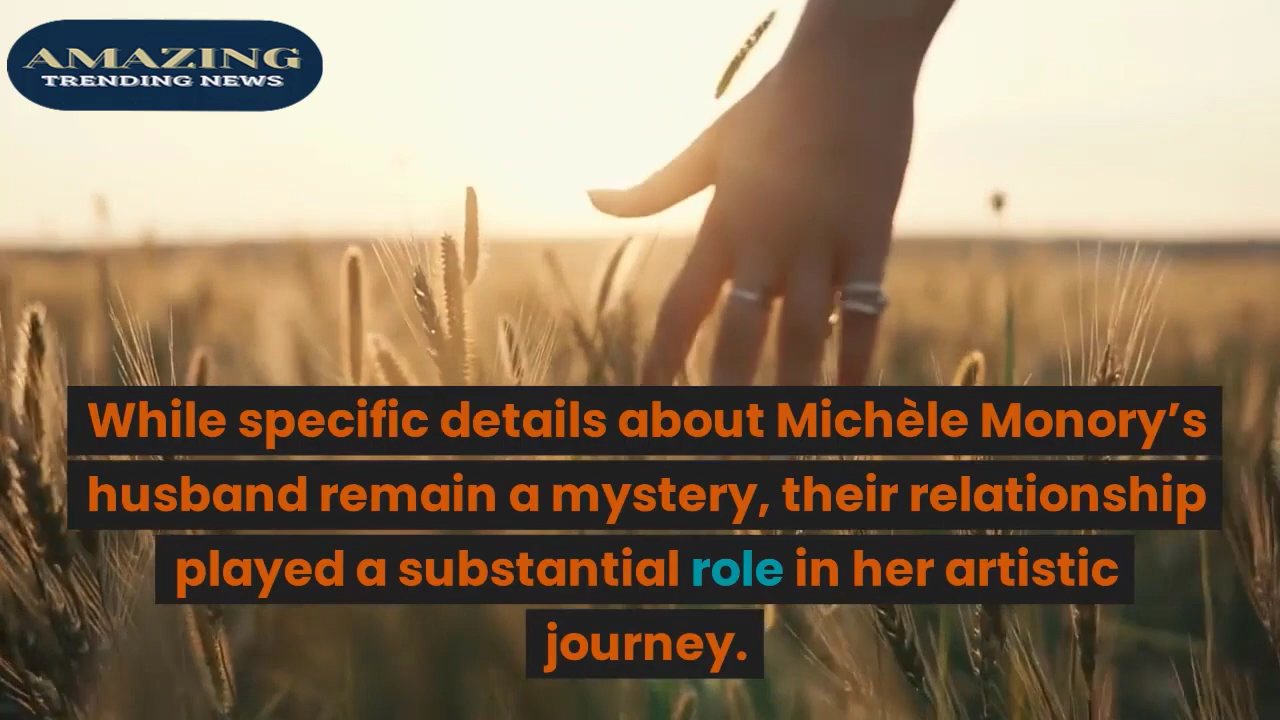 AMAZING
TRENDING NEWS
While specific details about Michèle Monory’s
husband remain a mystery, their relationship
played a substantial role in her artistic
journey.